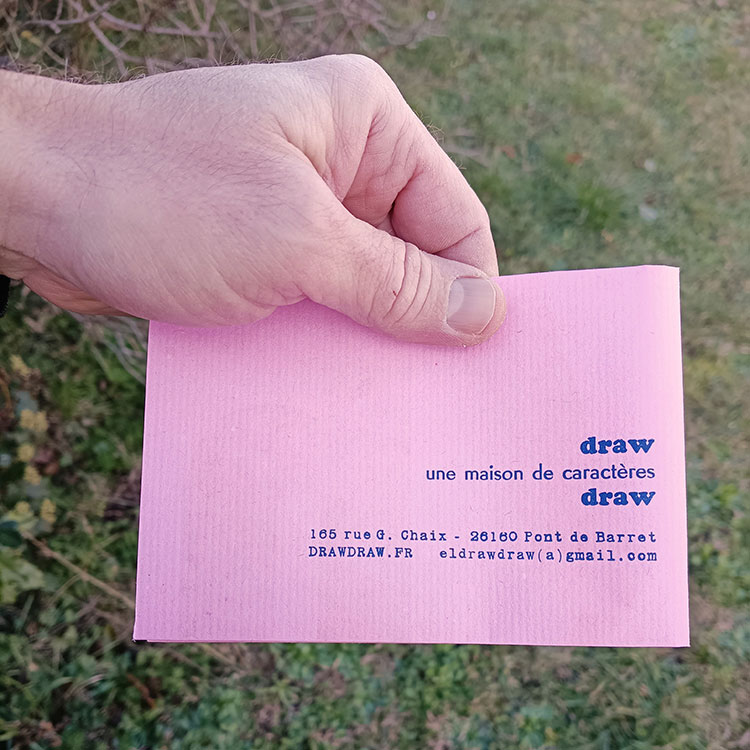 draw
une maison de caractères
draw
165 rue G. Chaix - 26160 Pont de Barret
DRAWDRAW.FR eldrawdraw(a)gmail.com